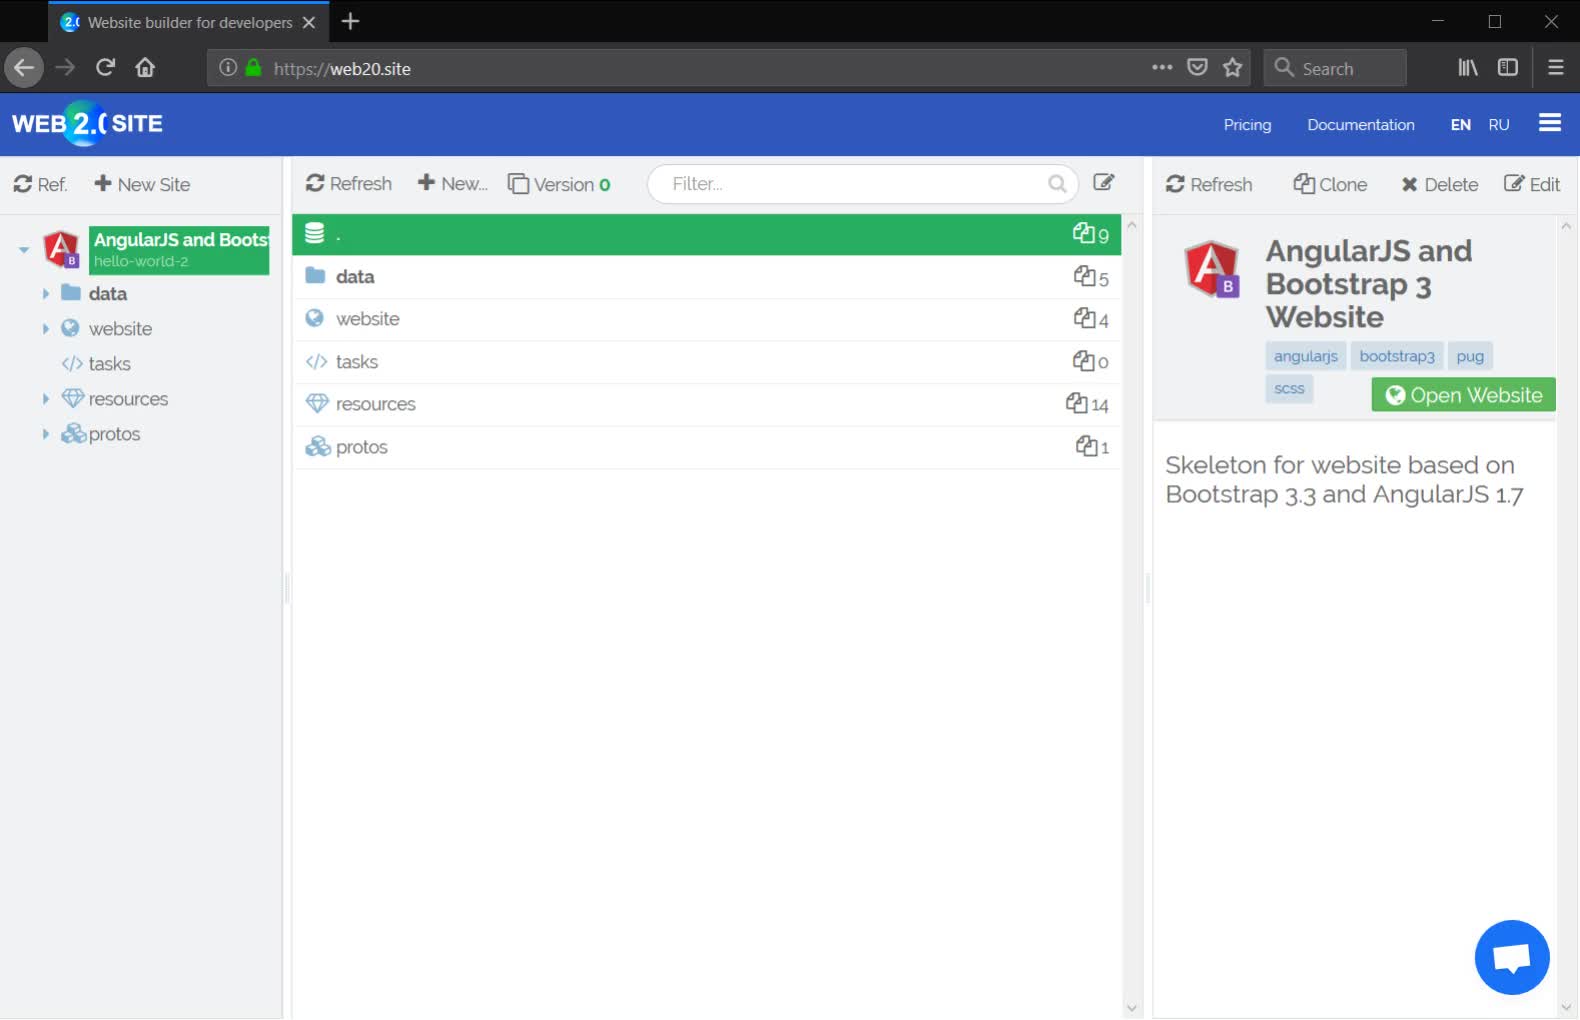 2.0 Website builder for developers
https://web20.site
Search
WEB 2.0 SITE
Pricing
Documentation
EN
RU
Ref.
New Site
AngularJS and Boots
hello-world-2
data
website
tasks
resources
protos
Refresh
New...
Version 0
Filter...
. 9
data 5
website 4
tasks 0
resources 14
protos 1
Refresh
Clone
Delete
Edit
B
AngularJS and
Bootstrap 3
Website
angularjs bootstrap3 pug
scss
Open Website
Skeleton for website based on
Bootstrap 3.3 and AngularJS 1.7